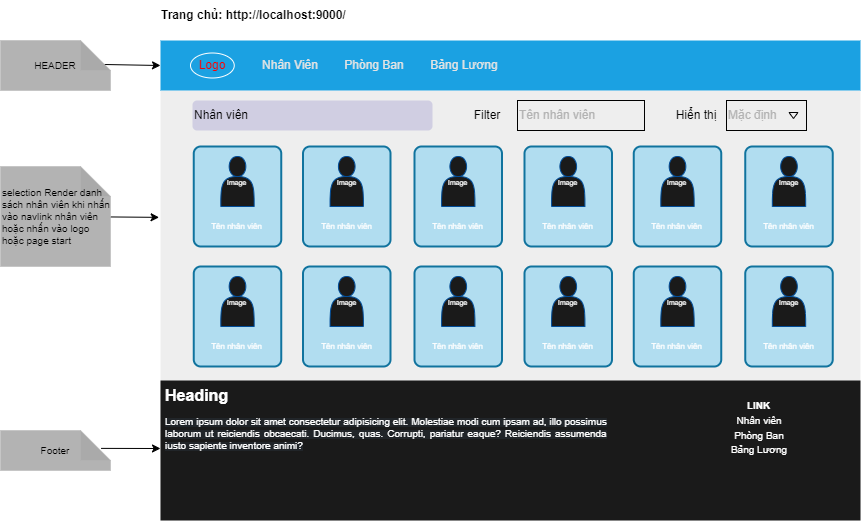 Trang chủ: http://localhost:9000/
HEADER
Logo Nhân Viên Phòng Ban Bảng Lương
Nhân viên Filter Tên nhân viên Hiển thị Mặc định
selection Render danh
sách nhân viên khi nhấn
vào navlink nhân viên
hoặc nhấn vào logo
hoặc page start
Image Image Image Image Image Image
Tên nhân viên Tên nhân viên Tên nhân viên Tên nhân viên Tên nhân viên Tên nhân viên
Image Image Image Image Image Image
Tên nhân viên Tên nhân viên Tên nhân viên Tên nhân viên Tên nhân viên Tên nhân viên
Footer
Heading
Lorem ipsum dolor sit amet consectetur adipisicing elit. Molestiae modi cum ipsam ad, illo possimus
laborum ut reiciendis obcaecati. Ducimus, quas. Corrupti, pariatur eaque? Reiciendis assumenda
iusto sapiente inventore animi?
LINK
Nhân viên
Phòng Ban
Bảng Lương